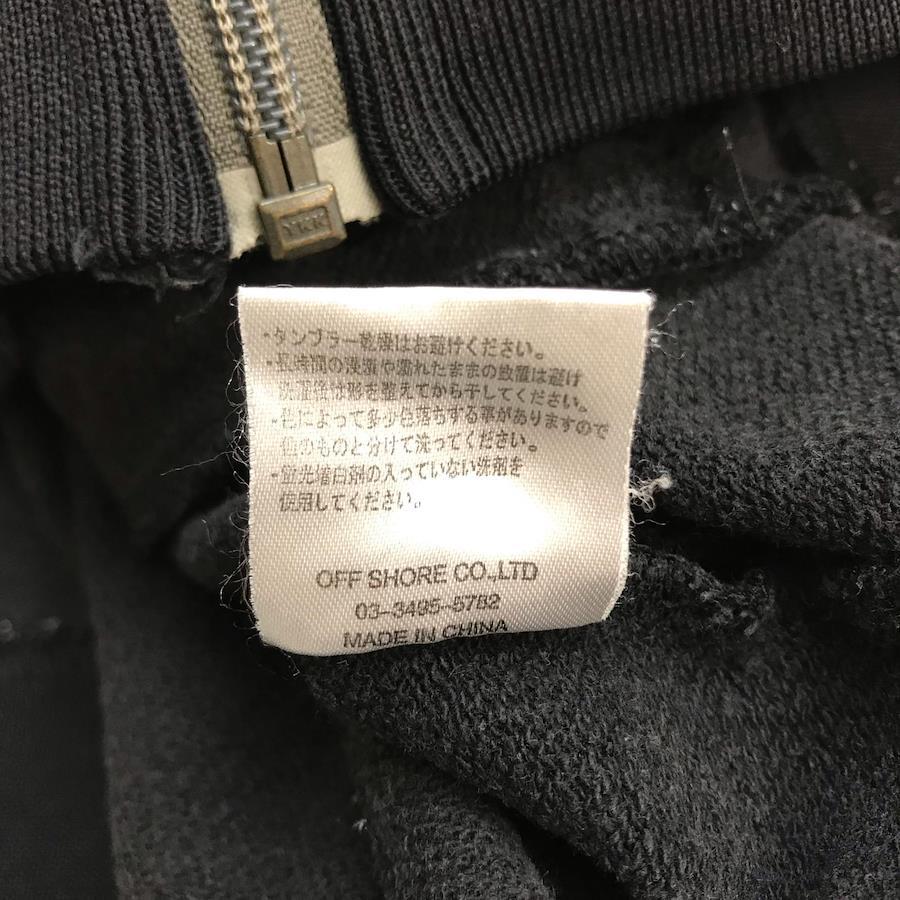 YKK
・タンブラー乾燥はお避けください。
・長時間の浸漬や濡れたままの放置は避け
洗濯後は形を整えてから干してください。
・色によって多少色落ちする事がありますので
他のものと分けて洗ってください。
・蛍光増白剤の入っていない洗剤を
使用してください。
OFF SHORE CO.,LTD
03-3495-5782
MADE IN CHINA